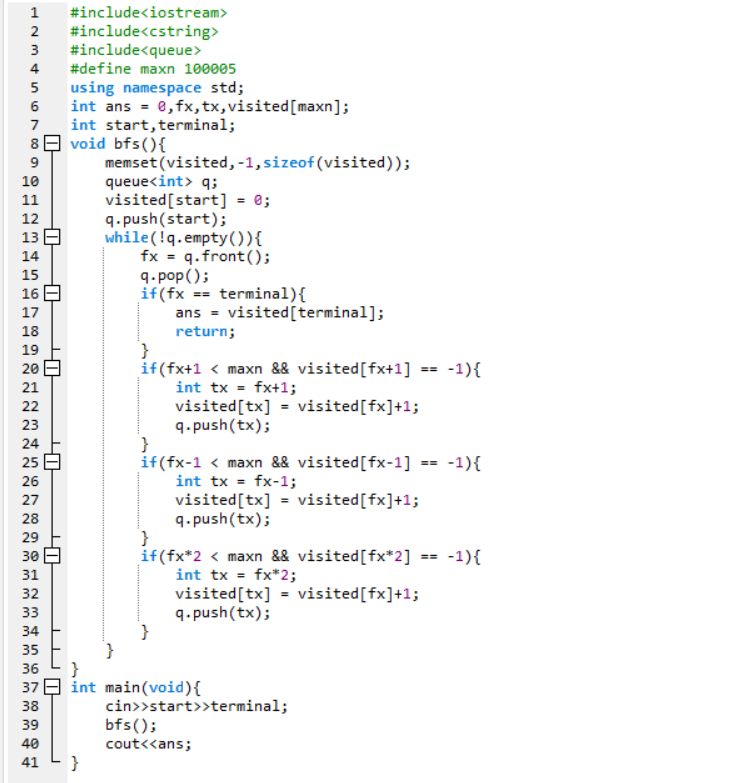 1 #include<iostream>
2 #include<cstring>
3 #include<queue>
4 #define maxn 100005
5 using namespace std;
6 int ans = 0,fx,tx,visited[maxn];
7 int start,terminal;
8 void bfs(){
9     memset(visited,-1,sizeof(visited));
10     queue<int> q;
11     visited[start] = 0;
12     q.push(start);
13     while(!q.empty()){
14         fx = q.front();
15         q.pop();
16         if(fx == terminal){
17             ans = visited[terminal];
18             return;
19         }
20         if(fx+1 < maxn && visited[fx+1] == -1){
21             int tx = fx+1;
22             visited[tx] = visited[fx]+1;
23             q.push(tx);
24         }
25         if(fx-1 < maxn && visited[fx-1] == -1){
26             int tx = fx-1;
27             visited[tx] = visited[fx]+1;
28             q.push(tx);
29         }
30         if(fx*2 < maxn && visited[fx*2] == -1){
31             int tx = fx*2;
32             visited[tx] = visited[fx]+1;
33             q.push(tx);
34         }
35     }
36 }
37 int main(void){
38     cin>>start>>terminal;
39     bfs();
40     cout<<ans;
41 }